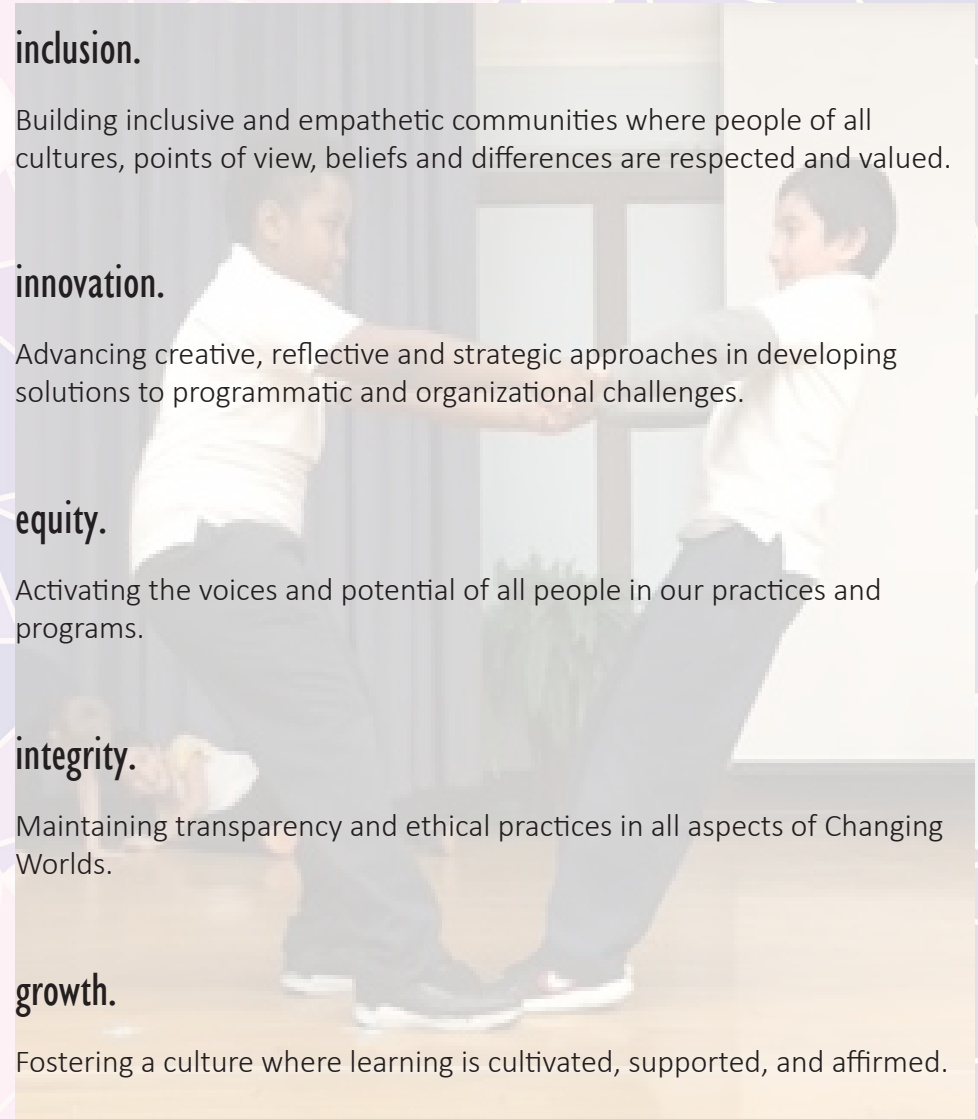 inclusion.
Building inclusive and empathetic communities where people of all
cultures, points of view, beliefs and differences are respected and valued.
innovation.
Advancing creative, reflective and strategic approaches in developing
solutions to programmatic and organizational challenges.
equity.
Activating the voices and potential of all people in our practices and
programs.
integrity.
Maintaining transparency and ethical practices in all aspects of Changing
Worlds.
growth.
Fostering a culture where learning is cultivated, supported, and affirmed.